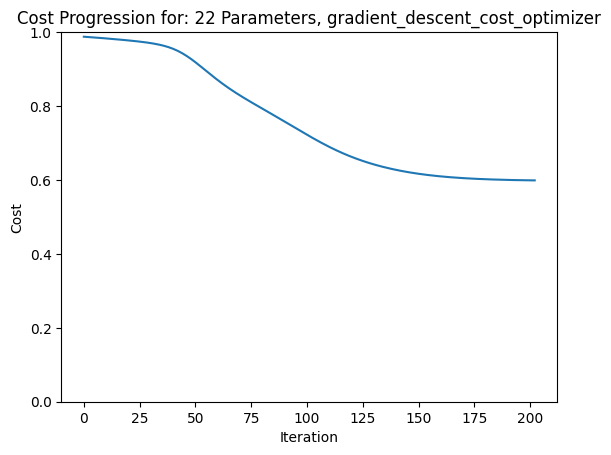 Cost Progression for: 22 Parameters, gradient_descent_cost_optimizer
1.0
0.8
0.6
0.4
0.2
0.0
Cost
0 25 50 75 100 125 150 175 200
Iteration